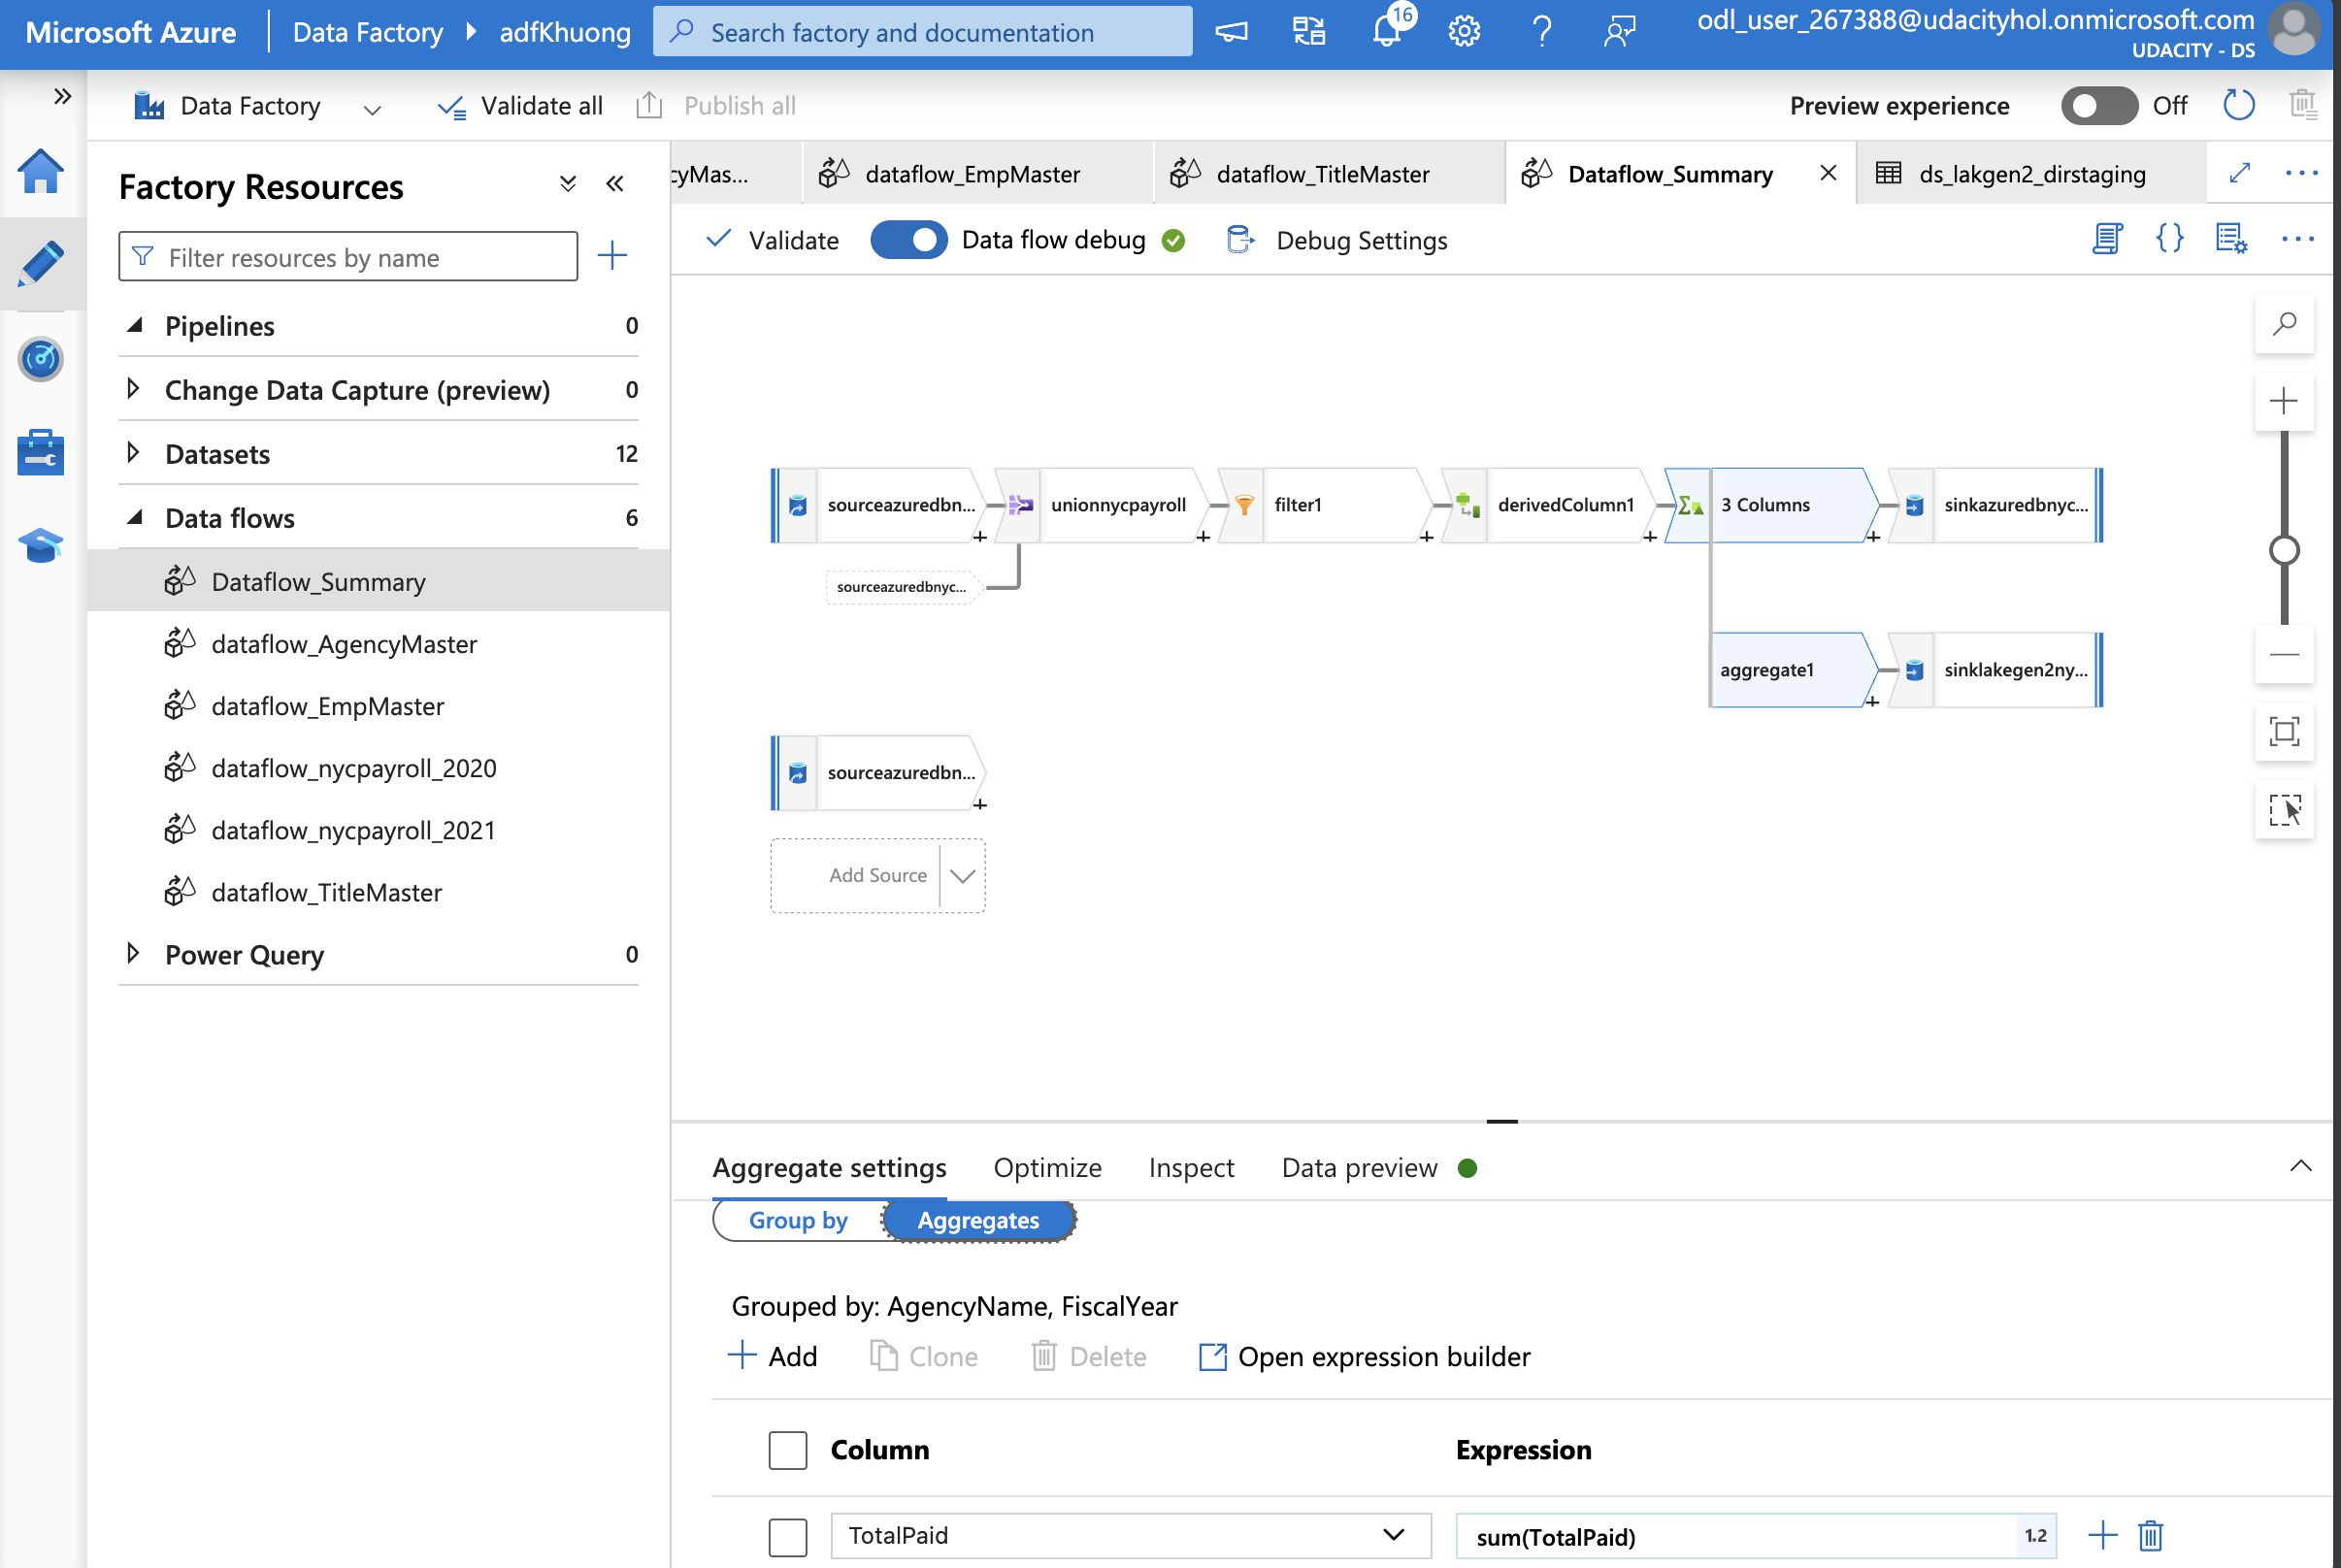 Microsoft Azure
Data Factory
adfKhuong
Search factory and documentation
16
odl_user_267388@udacityhol.onmicrosoft.com
UDACITY - DS
Data Factory
Validate all
Publish all
Preview experience
Off
Factory Resources
Filter resources by name
Pipelines 0
Change Data Capture (preview) 0
Datasets 12
Data flows 6
Dataflow_Summary
dataflow_AgencyMaster
dataflow_EmpMaster
dataflow_nycpayroll_2020
dataflow_nycpayroll_2021
dataflow_TitleMaster
Power Query 0
cyMas...
dataflow_EmpMaster
dataflow_TitleMaster
Dataflow_Summary
ds_lakgen2_dirstaging
Validate
Data flow debug
Debug Settings
sourceazuredbn...
unionnycpayroll
filter1
derivedColumn1
3 Columns
sinkazuredbnyc...
sourceazuredbnyc...
aggregate1
sinklakegen2ny...
sourceazuredbn...
Add Source
Aggregate settings
Optimize
Inspect
Data preview
Group by
Aggregates
Grouped by: AgencyName, FiscalYear
Add
Clone
Delete
Open expression builder
Column
Expression
TotalPaid
sum(TotalPaid)
1.2